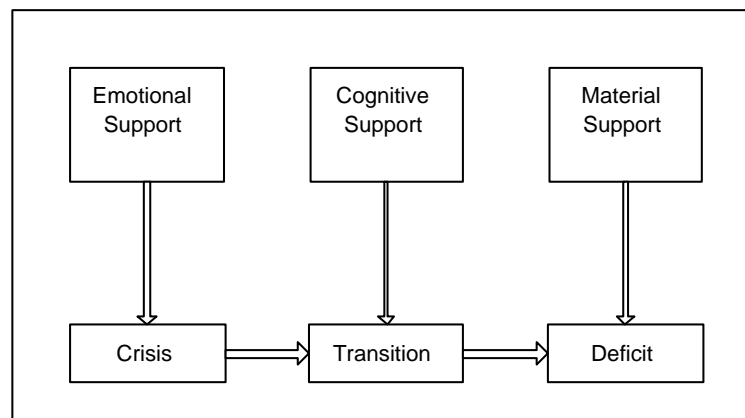 Emotional
Support
Cognitive
Support
Material
Support
Crisis
Transition
Deficit